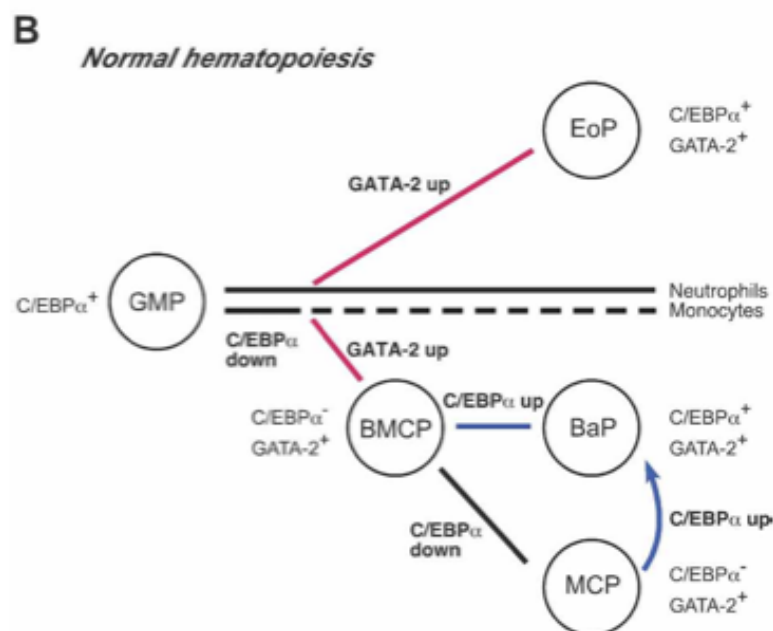 B
Normal hematopoiesis
EoP
C/EBPα⁺
GATA-2⁺
GATA-2 up
C/EBPα⁺
GMP
Neutrophils
Monocytes
C/EBPα
down
GATA-2 up
C/EBPα⁻
GATA-2⁺
BMCP
C/EBPα up
BaP
C/EBPα⁺
GATA-2⁺
C/EBPα
down
C/EBPα up
MCP
C/EBPα⁻
GATA-2⁺